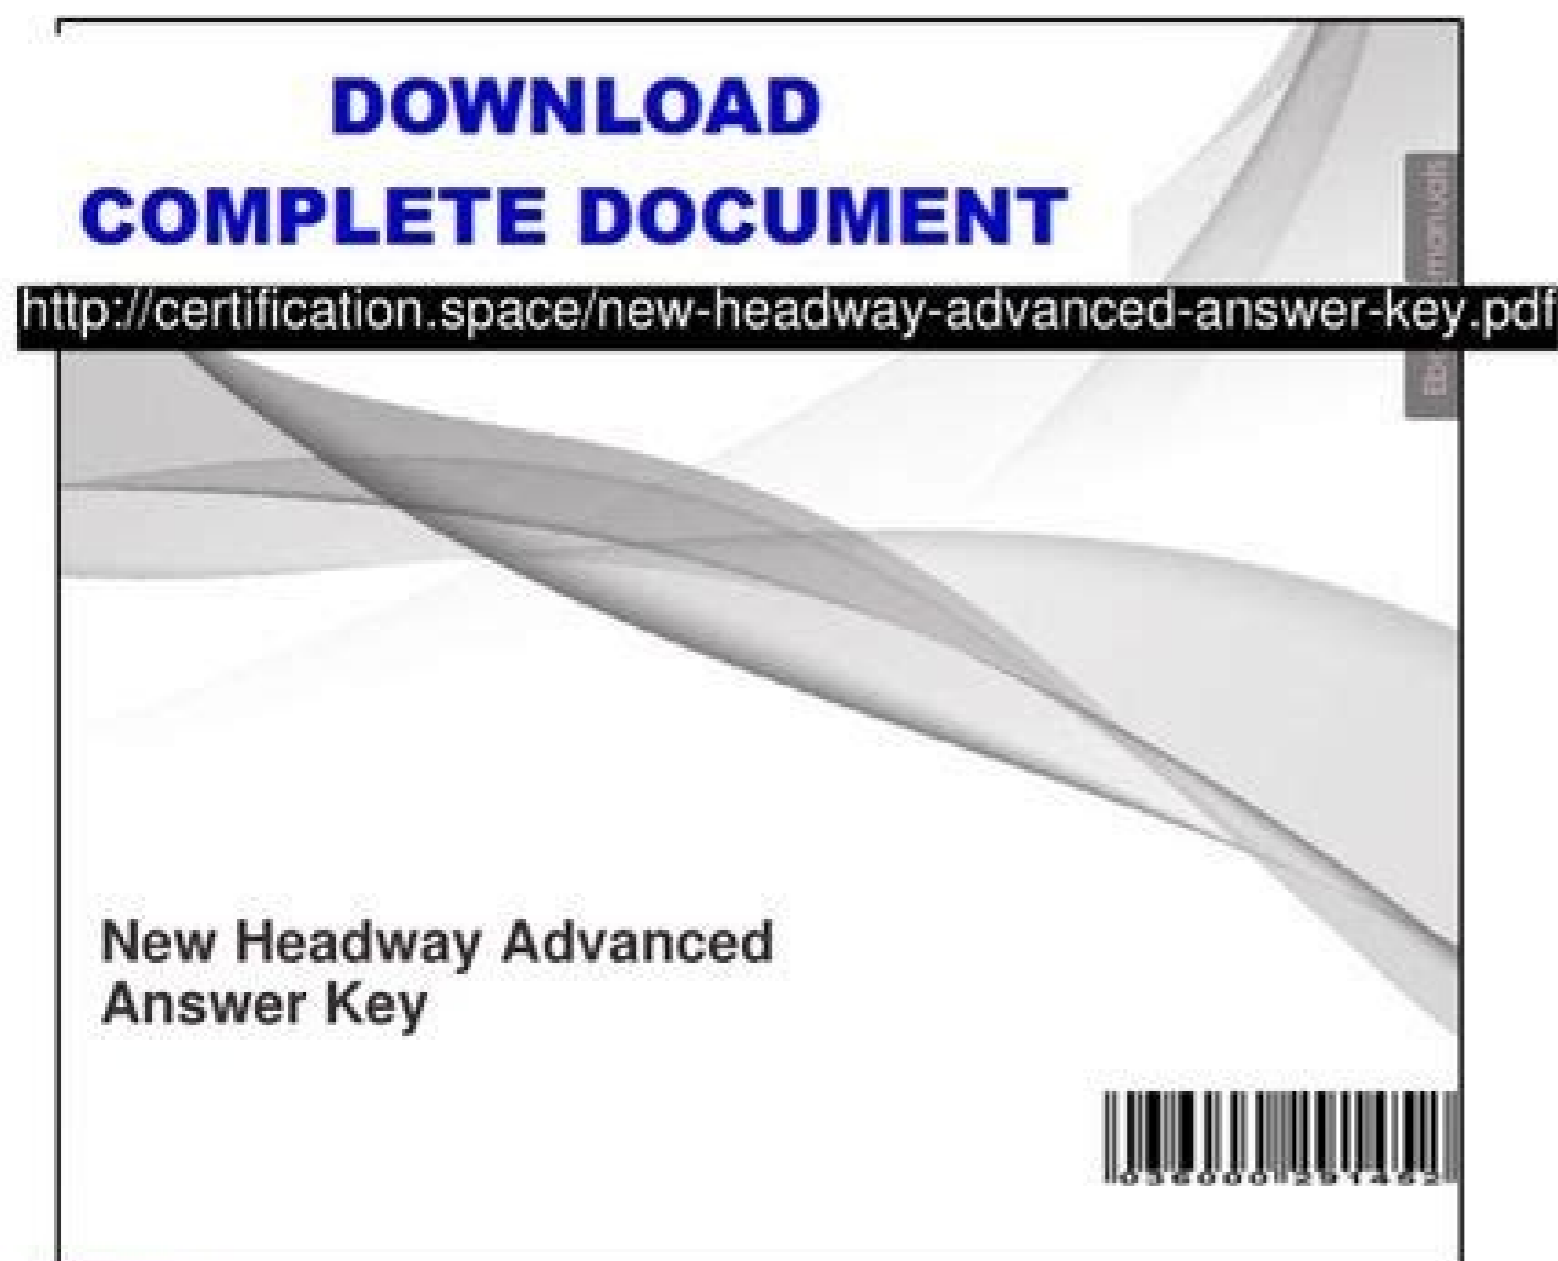 DOWNLOAD
COMPLETE DOCUMENT
http://certification.space/new-headway-advanced-answer-key.pdf
New Headway Advanced
Answer Key